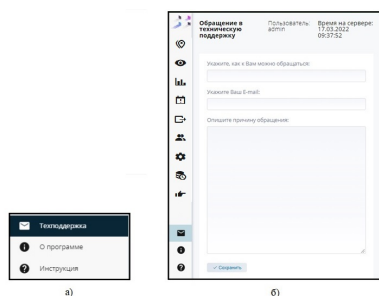 Обращение в
техническую
поддержку
Пользователь:
admin
Время на сервере:
17.03.2022
09:37:52
Укажите, как к Вам можно обращаться:
Укажите Ваш E-mail:
Опишите причину обращения:
Сохранить
Техподдержка
О программе
Инструкция
а)
б)